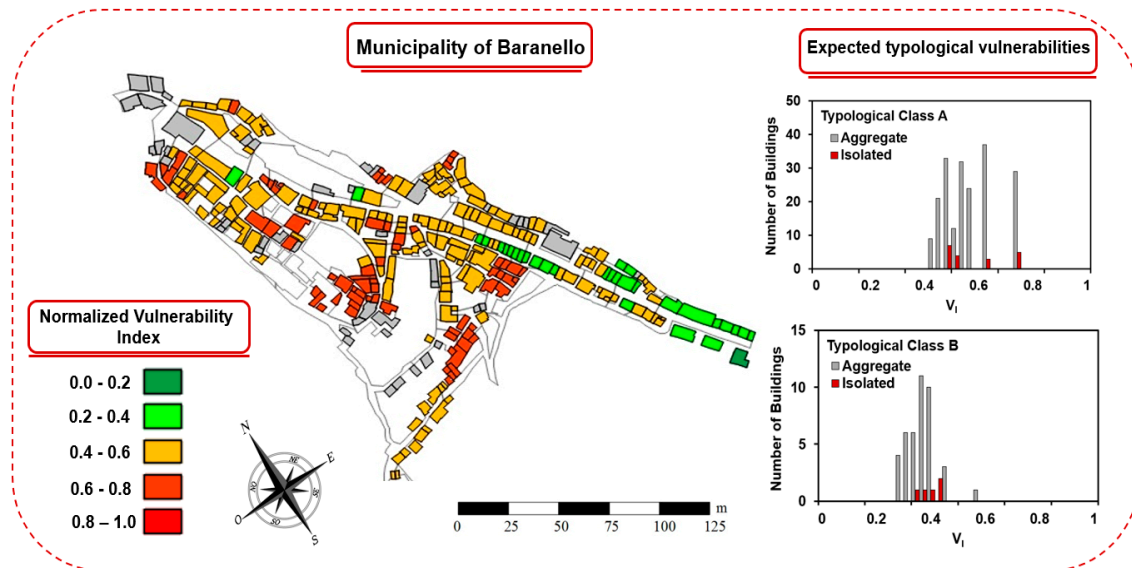 Municipality of Baranello
Expected typological vulnerabilities
50
40
30
20
10
0
Number of Buildings
Typological Class A
Aggregate
Isolated
0 0.2 0.4 0.6 0.8 1
VI
Normalized Vulnerability
Index
0.0 - 0.2
0.2 - 0.4
0.4 - 0.6
0.6 - 0.8
0.8 – 1.0
N
NE
E
SE
S
SO
O
NO
m
0 25 50 75 100 125
15
10
5
0
Number of Buildings
Typological Class B
Aggregate
Isolated
0 0.2 0.4 0.6 0.8 1
VI